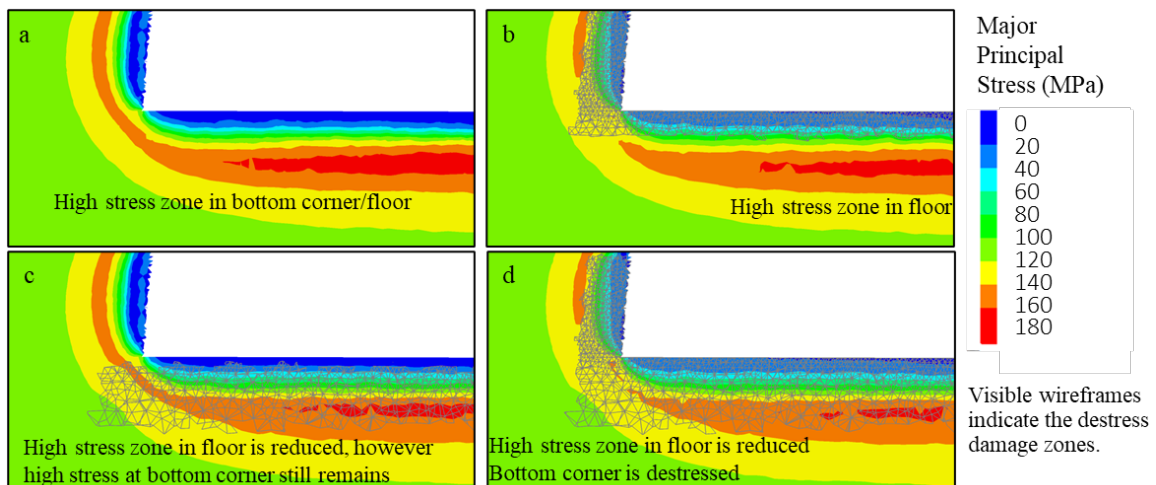 a
High stress zone in bottom corner/floor
b
High stress zone in floor
c
High stress zone in floor is reduced, however
high stress at bottom corner still remains
d
High stress zone in floor is reduced
Bottom corner is destressed
Major
Principal
Stress (MPa)
0
20
40
60
80
100
120
140
160
180
Visible wireframes
indicate the destress
damage zones.